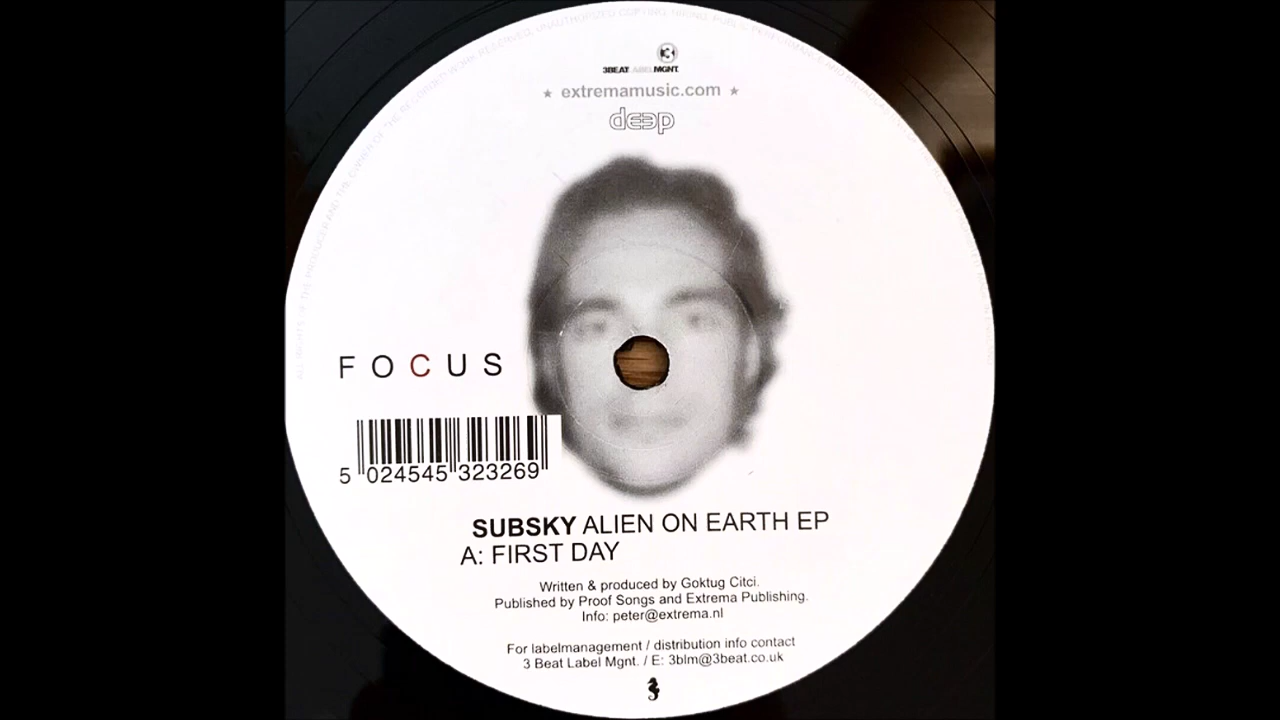 3BEAT LABEL MGNT.
★ extremamusic.com ★
deep
FOCUS
5 024545 323269
SUBSKY ALIEN ON EARTH EP
A: FIRST DAY
Written & produced by Goktug Citci.
Published by Proof Songs and Extrema Publishing.
Info: peter@extrema.nl
For labelmanagement / distribution info contact
3 Beat Label Mgnt. / E: 3blm@3beat.co.uk